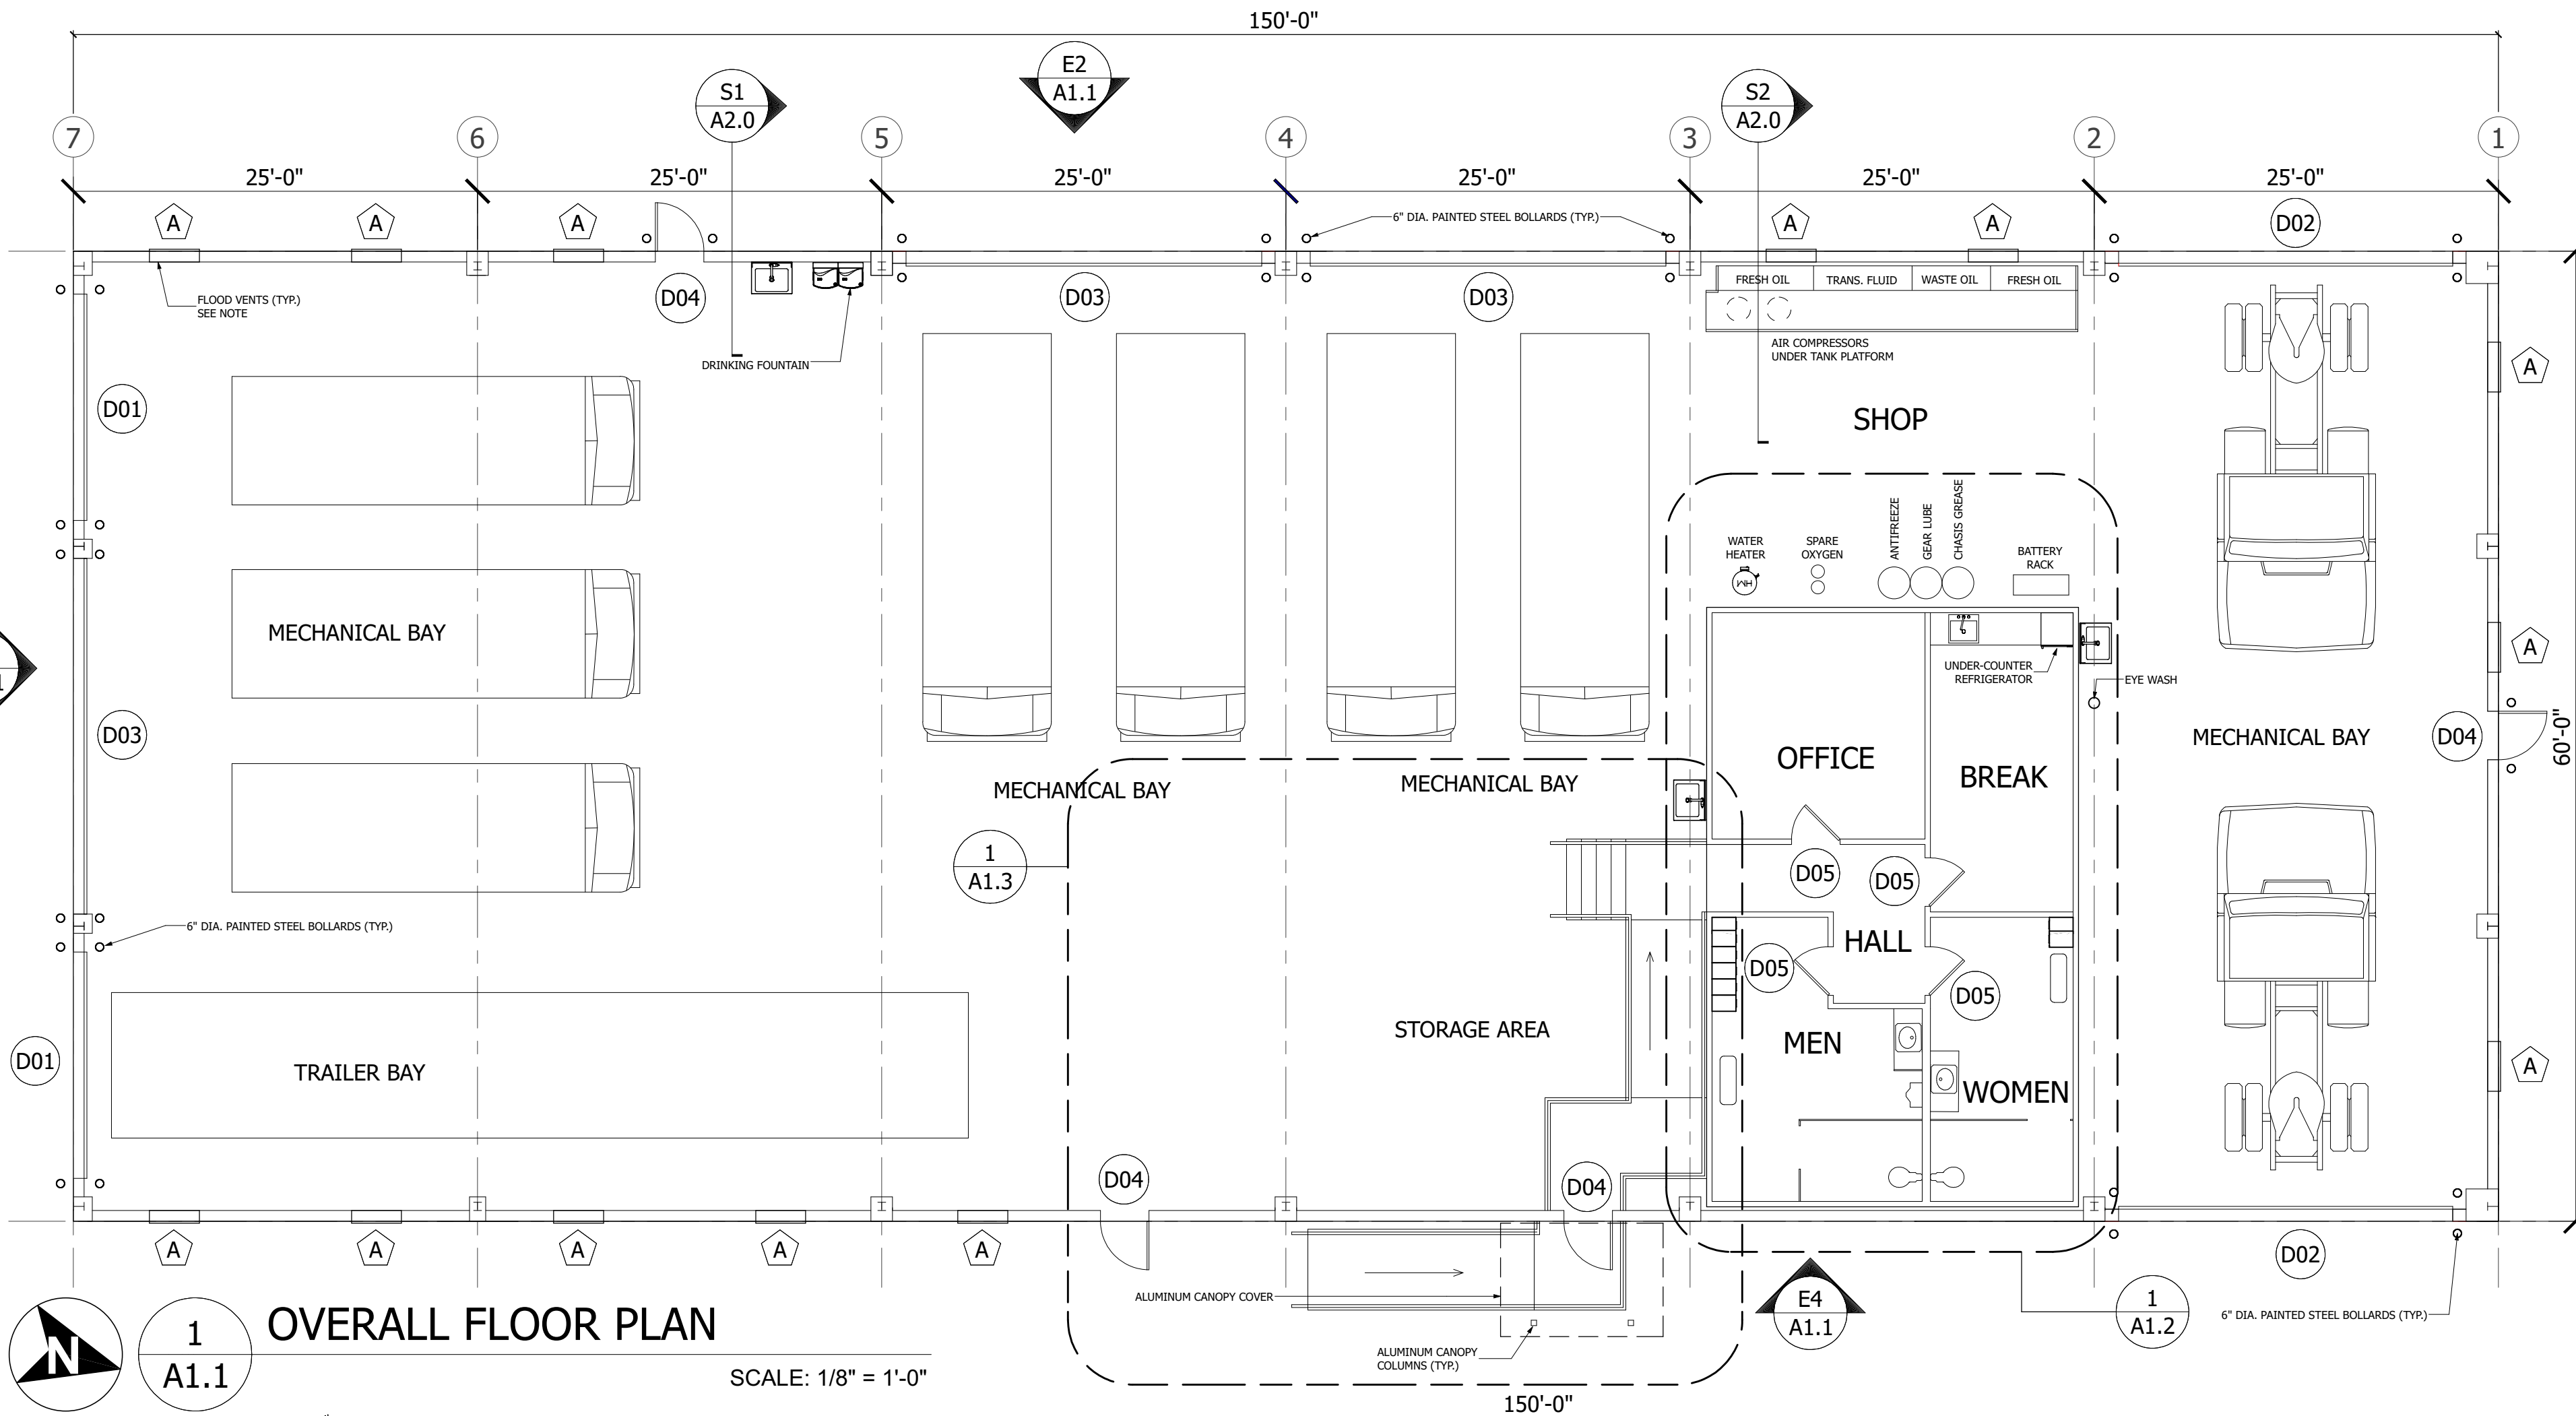 150'-0"
E2
A1.1
S1
A2.0
S2
A2.0
7
6
5
4
3
2
1
25'-0"
25'-0"
25'-0"
25'-0"
25'-0"
25'-0"
A
A
A
A
A
6" DIA. PAINTED STEEL BOLLARDS (TYP.)
D02
FLOOD VENTS (TYP.)
SEE NOTE
D04
D03
D03
FRESH OIL
TRANS. FLUID
WASTE OIL
FRESH OIL
DRINKING FOUNTAIN
AIR COMPRESSORS
UNDER TANK PLATFORM
A
D01
SHOP
ANTIFREEZE
GEAR LUBE
CHASIS GREASE
WATER
HEATER
SPARE
OXYGEN
BATTERY
RACK
WH
MECHANICAL BAY
A
UNDER-COUNTER
REFRIGERATOR
EYE WASH
1
D03
OFFICE
BREAK
MECHANICAL BAY
D04
60'-0"
MECHANICAL BAY
MECHANICAL BAY
1
A1.3
D05
D05
6" DIA. PAINTED STEEL BOLLARDS (TYP.)
HALL
D05
D05
STORAGE AREA
MEN
D01
TRAILER BAY
WOMEN
A
D04
D04
A
A
A
A
A
D02
ALUMINUM CANOPY COVER
E4
A1.1
1
A1.2
6" DIA. PAINTED STEEL BOLLARDS (TYP.)
N
1
A1.1
OVERALL FLOOR PLAN
SCALE: 1/8" = 1'-0"
ALUMINUM CANOPY
COLUMNS (TYP.)
150'-0"